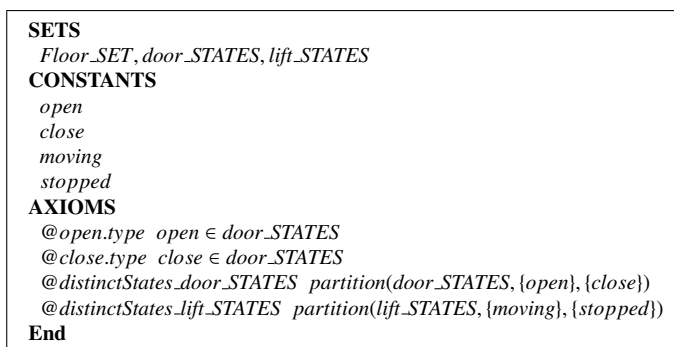 SETS
Floor_SET, door_STATES, lift_STATES
CONSTANTS
open
close
moving
stopped
AXIOMS
@open.type open ∈ door_STATES
@close.type close ∈ door_STATES
@distinctStates_door_STATES partition(door_STATES, {open}, {close})
@distinctStates_lift_STATES partition(lift_STATES, {moving}, {stopped})
End